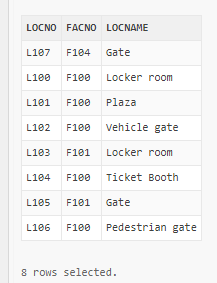 LOCNO FACNO LOCNAME
L107 F104 Gate
L100 F100 Locker room
L101 F100 Plaza
L102 F100 Vehicle gate
L103 F101 Locker room
L104 F100 Ticket Booth
L105 F101 Gate
L106 F100 Pedestrian gate
8 rows selected.